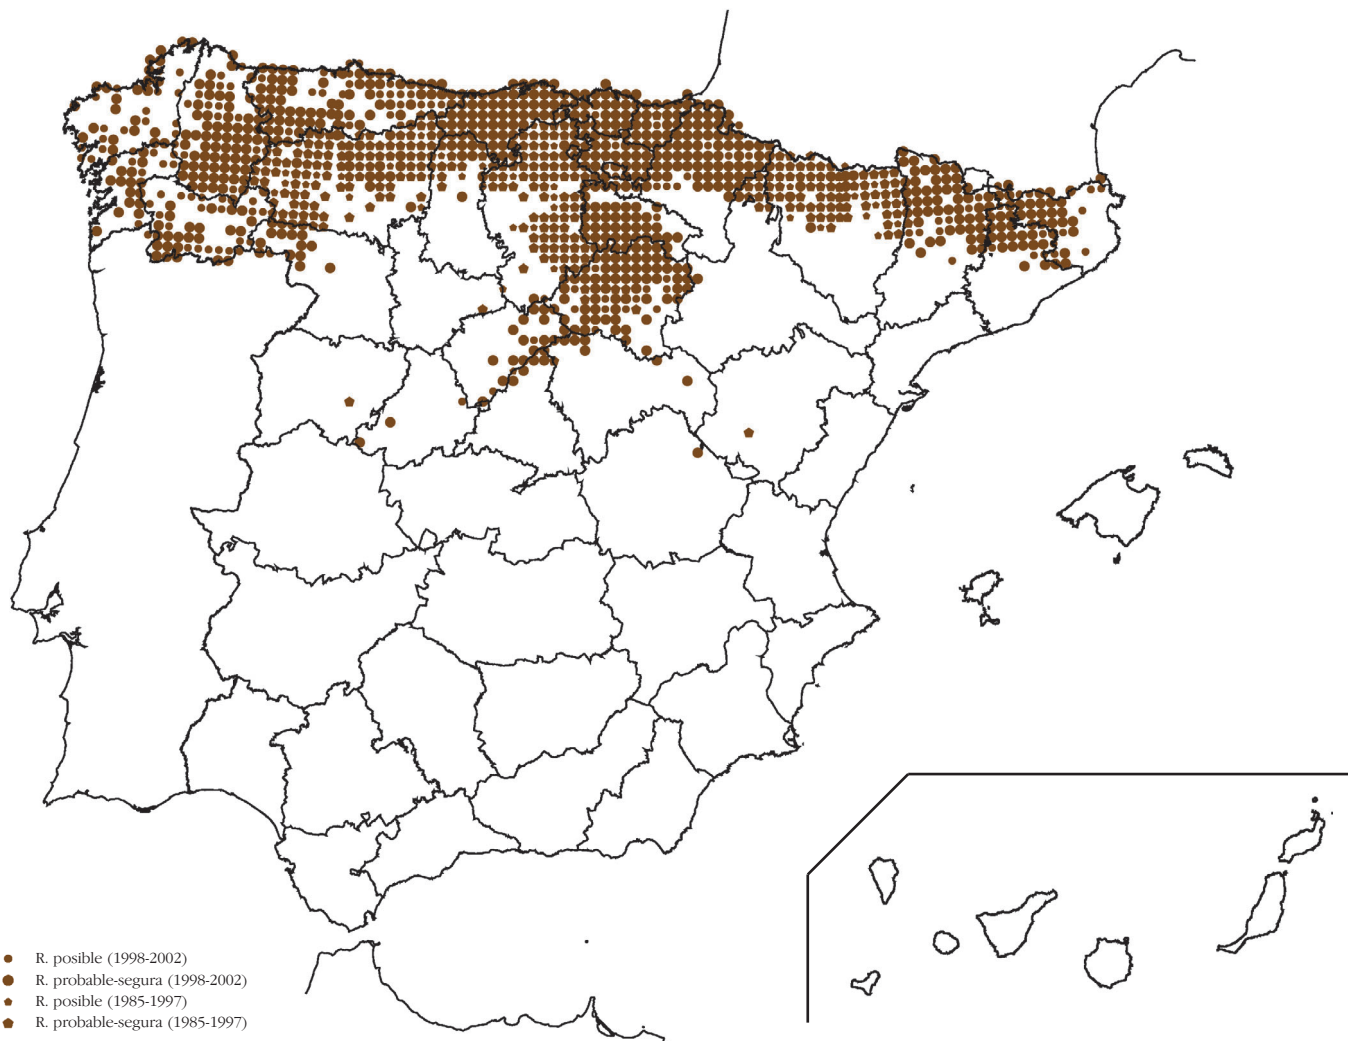 R. posible (1998-2002)
R. probable-segura (1998-2002)
R. posible (1985-1997)
R. probable-segura (1985-1997)